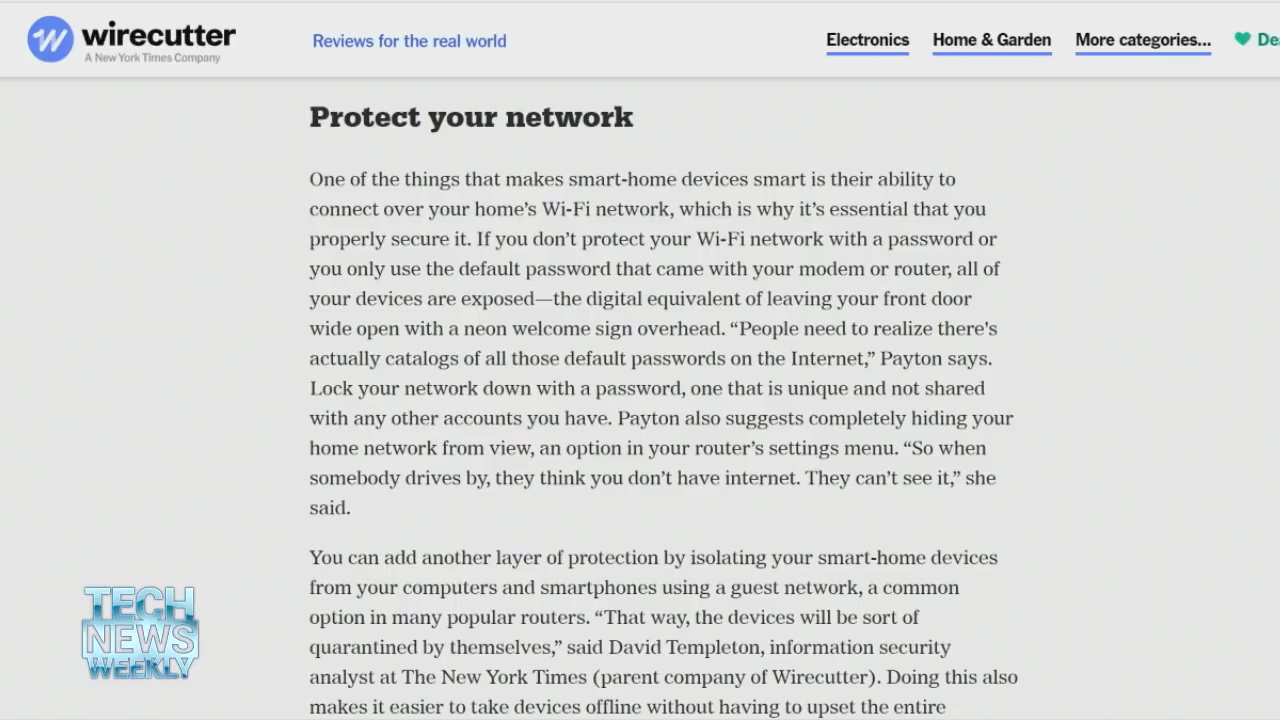 wirecutter
A New York Times Company
Reviews for the real world
Electronics
Home & Garden
More categories...
Protect your network
One of the things that makes smart-home devices smart is their ability to
connect over your home’s Wi-Fi network, which is why it’s essential that you
properly secure it. If you don’t protect your Wi-Fi network with a password or
you only use the default password that came with your modem or router, all of
your devices are exposed—the digital equivalent of leaving your front door
wide open with a neon welcome sign overhead. “People need to realize there's
actually catalogs of all those default passwords on the Internet,” Payton says.
Lock your network down with a password, one that is unique and not shared
with any other accounts you have. Payton also suggests completely hiding your
home network from view, an option in your router’s settings menu. “So when
somebody drives by, they think you don’t have internet. They can’t see it,” she
said.
You can add another layer of protection by isolating your smart-home devices
from your computers and smartphones using a guest network, a common
option in many popular routers. “That way, the devices will be sort of
quarantined by themselves,” said David Templeton, information security
analyst at The New York Times (parent company of Wirecutter). Doing this also
makes it easier to take devices offline without having to upset the entire
TECH
NEWS
WEEKLY